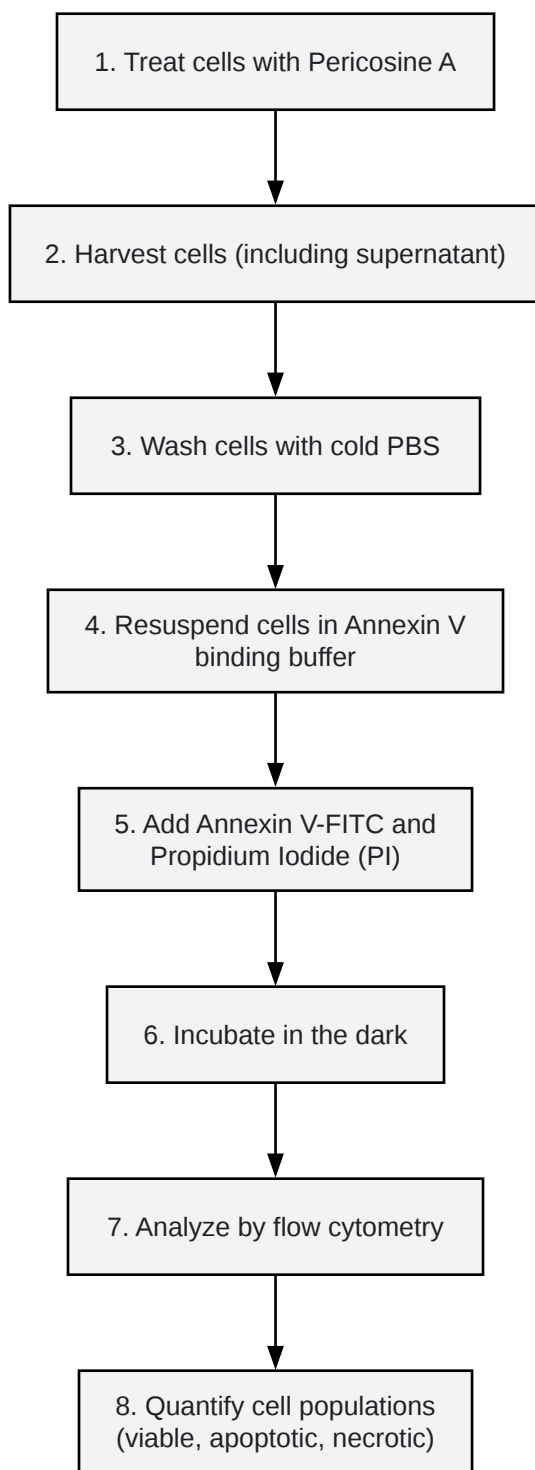 1. Treat cells with Pericosine A
2. Harvest cells (including supernatant)
3. Wash cells with cold PBS
4. Resuspend cells in Annexin V
binding buffer
5. Add Annexin V-FITC and
Propidium Iodide (PI)
6. Incubate in the dark
7. Analyze by flow cytometry
8. Quantify cell populations
(viable, apoptotic, necrotic)